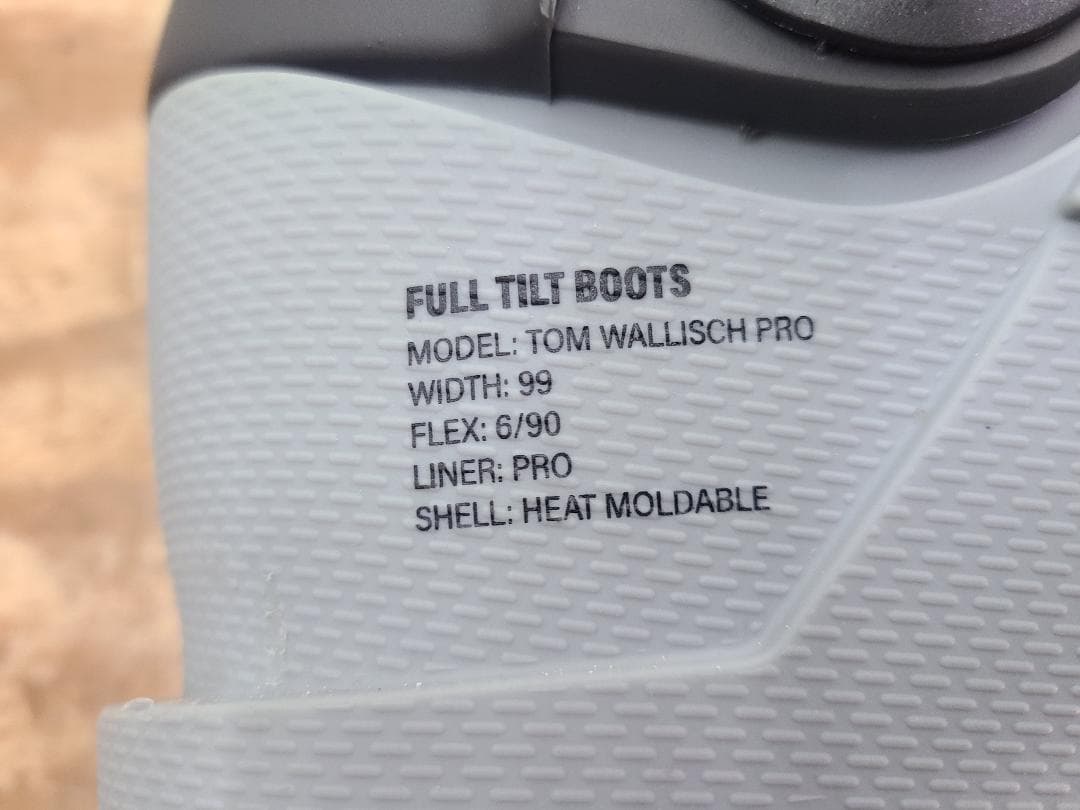 FULL TILT BOOTS
MODEL: TOM WALLISCH PRO
WIDTH: 99
FLEX: 6/90
LINER: PRO
SHELL: HEAT MOLDABLE